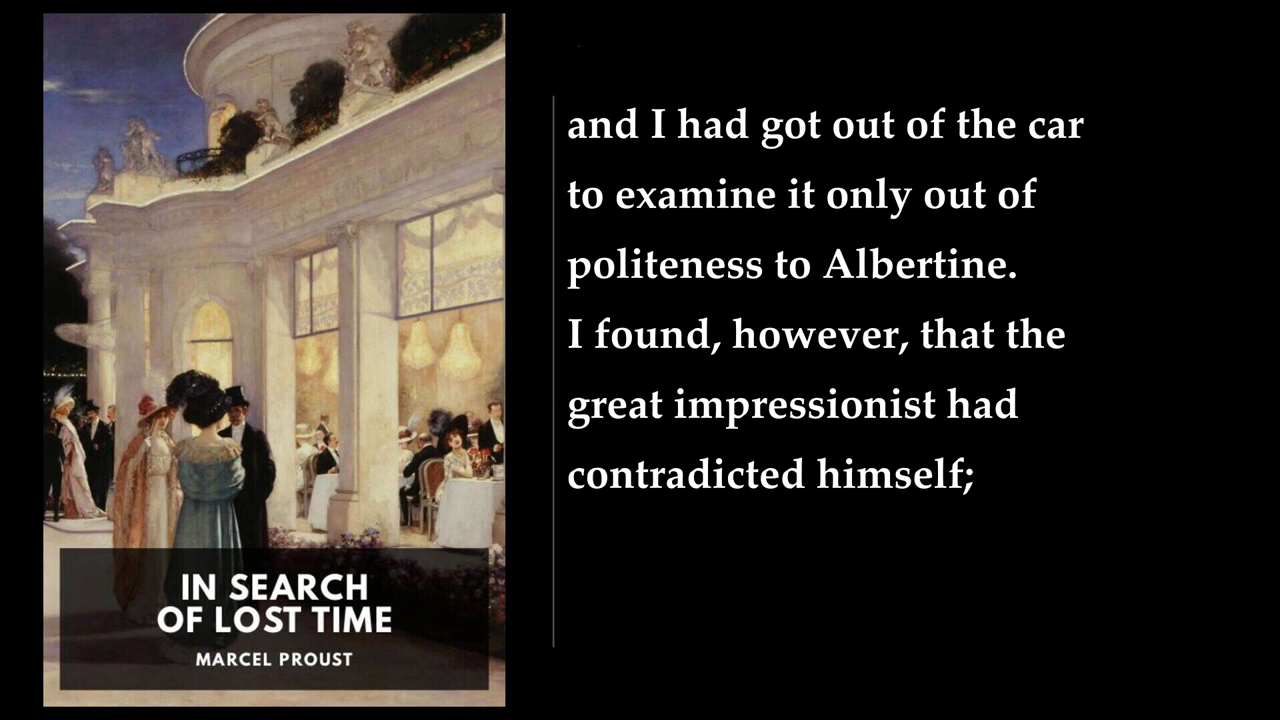 and I had got out of the car
to examine it only out of
politeness to Albertine.
I found, however, that the
great impressionist had
contradicted himself;
IN SEARCH
OF LOST TIME
MARCEL PROUST